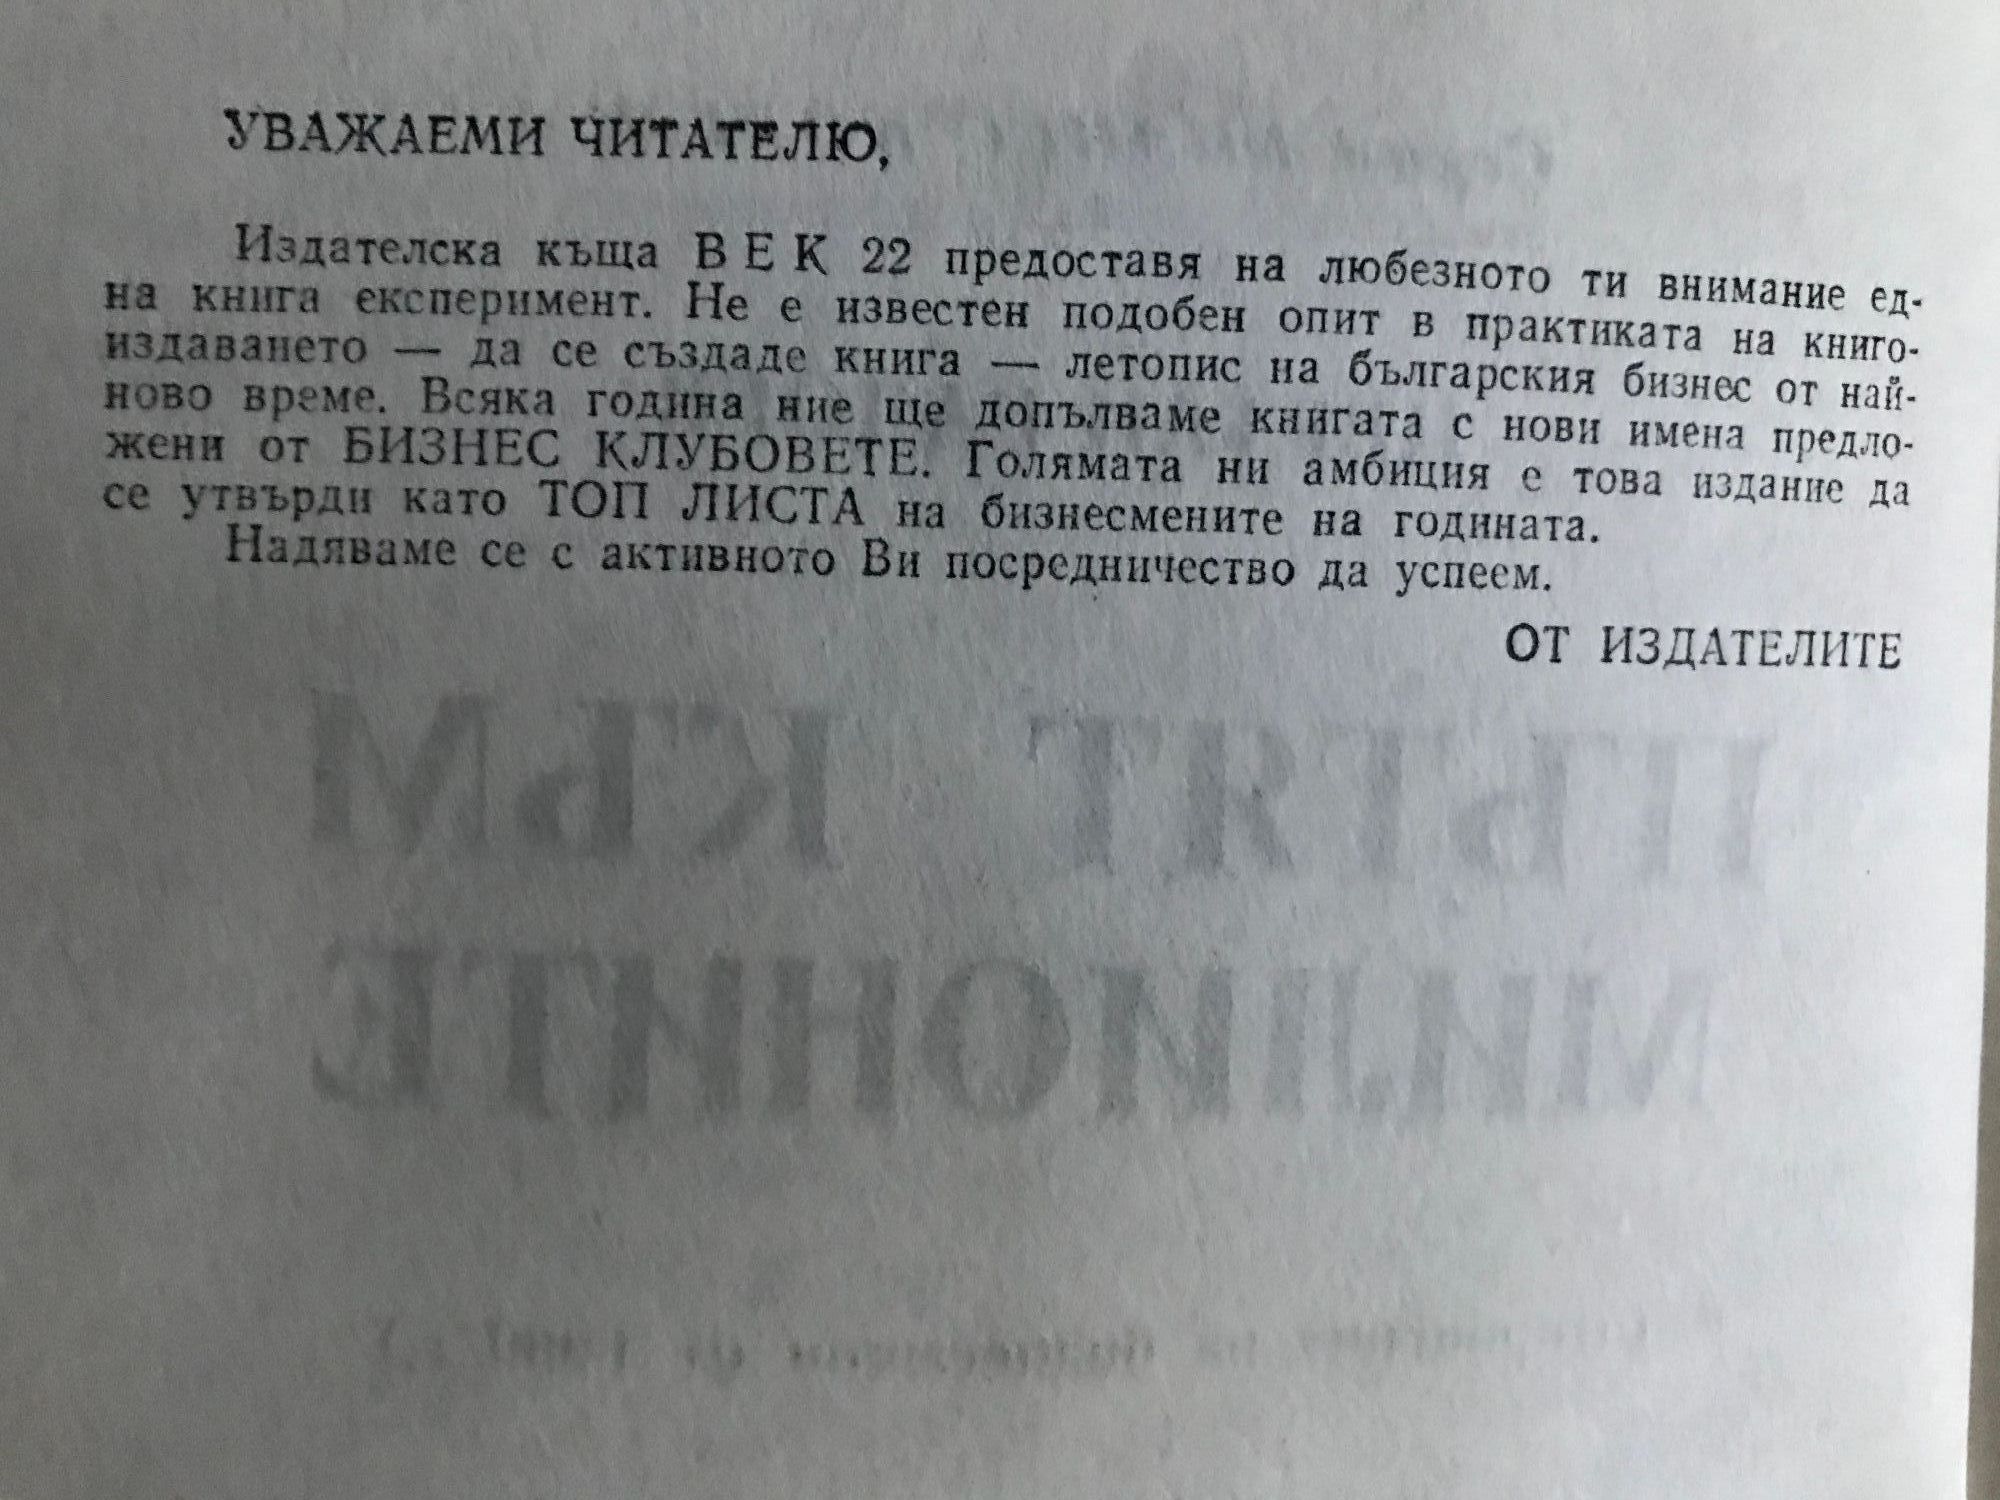 УВАЖАЕМИ ЧИТАТЕЛЮ,
Издателска къща В Е К 22 предоставя на любезното ти внимание ед-
на книга експеримент. Не е известен подобен опит в практиката на книго-
издаването — да се създаде книга — летопис на българския бизнес от най-
ново време. Всяка година ние ще допълваме книгата с нови имена предло-
жени от БИЗНЕС КЛУБОВЕТЕ. Голямата ни амбиция е това издание да
се утвърди като ТОП ЛИСТА на бизнесмените на годината.
Надяваме се с активното Ви посредничество да успеем.
ОТ ИЗДАТЕЛИТЕ
ПЪТЯТ КЪМ
МИЛИОНИТЕ